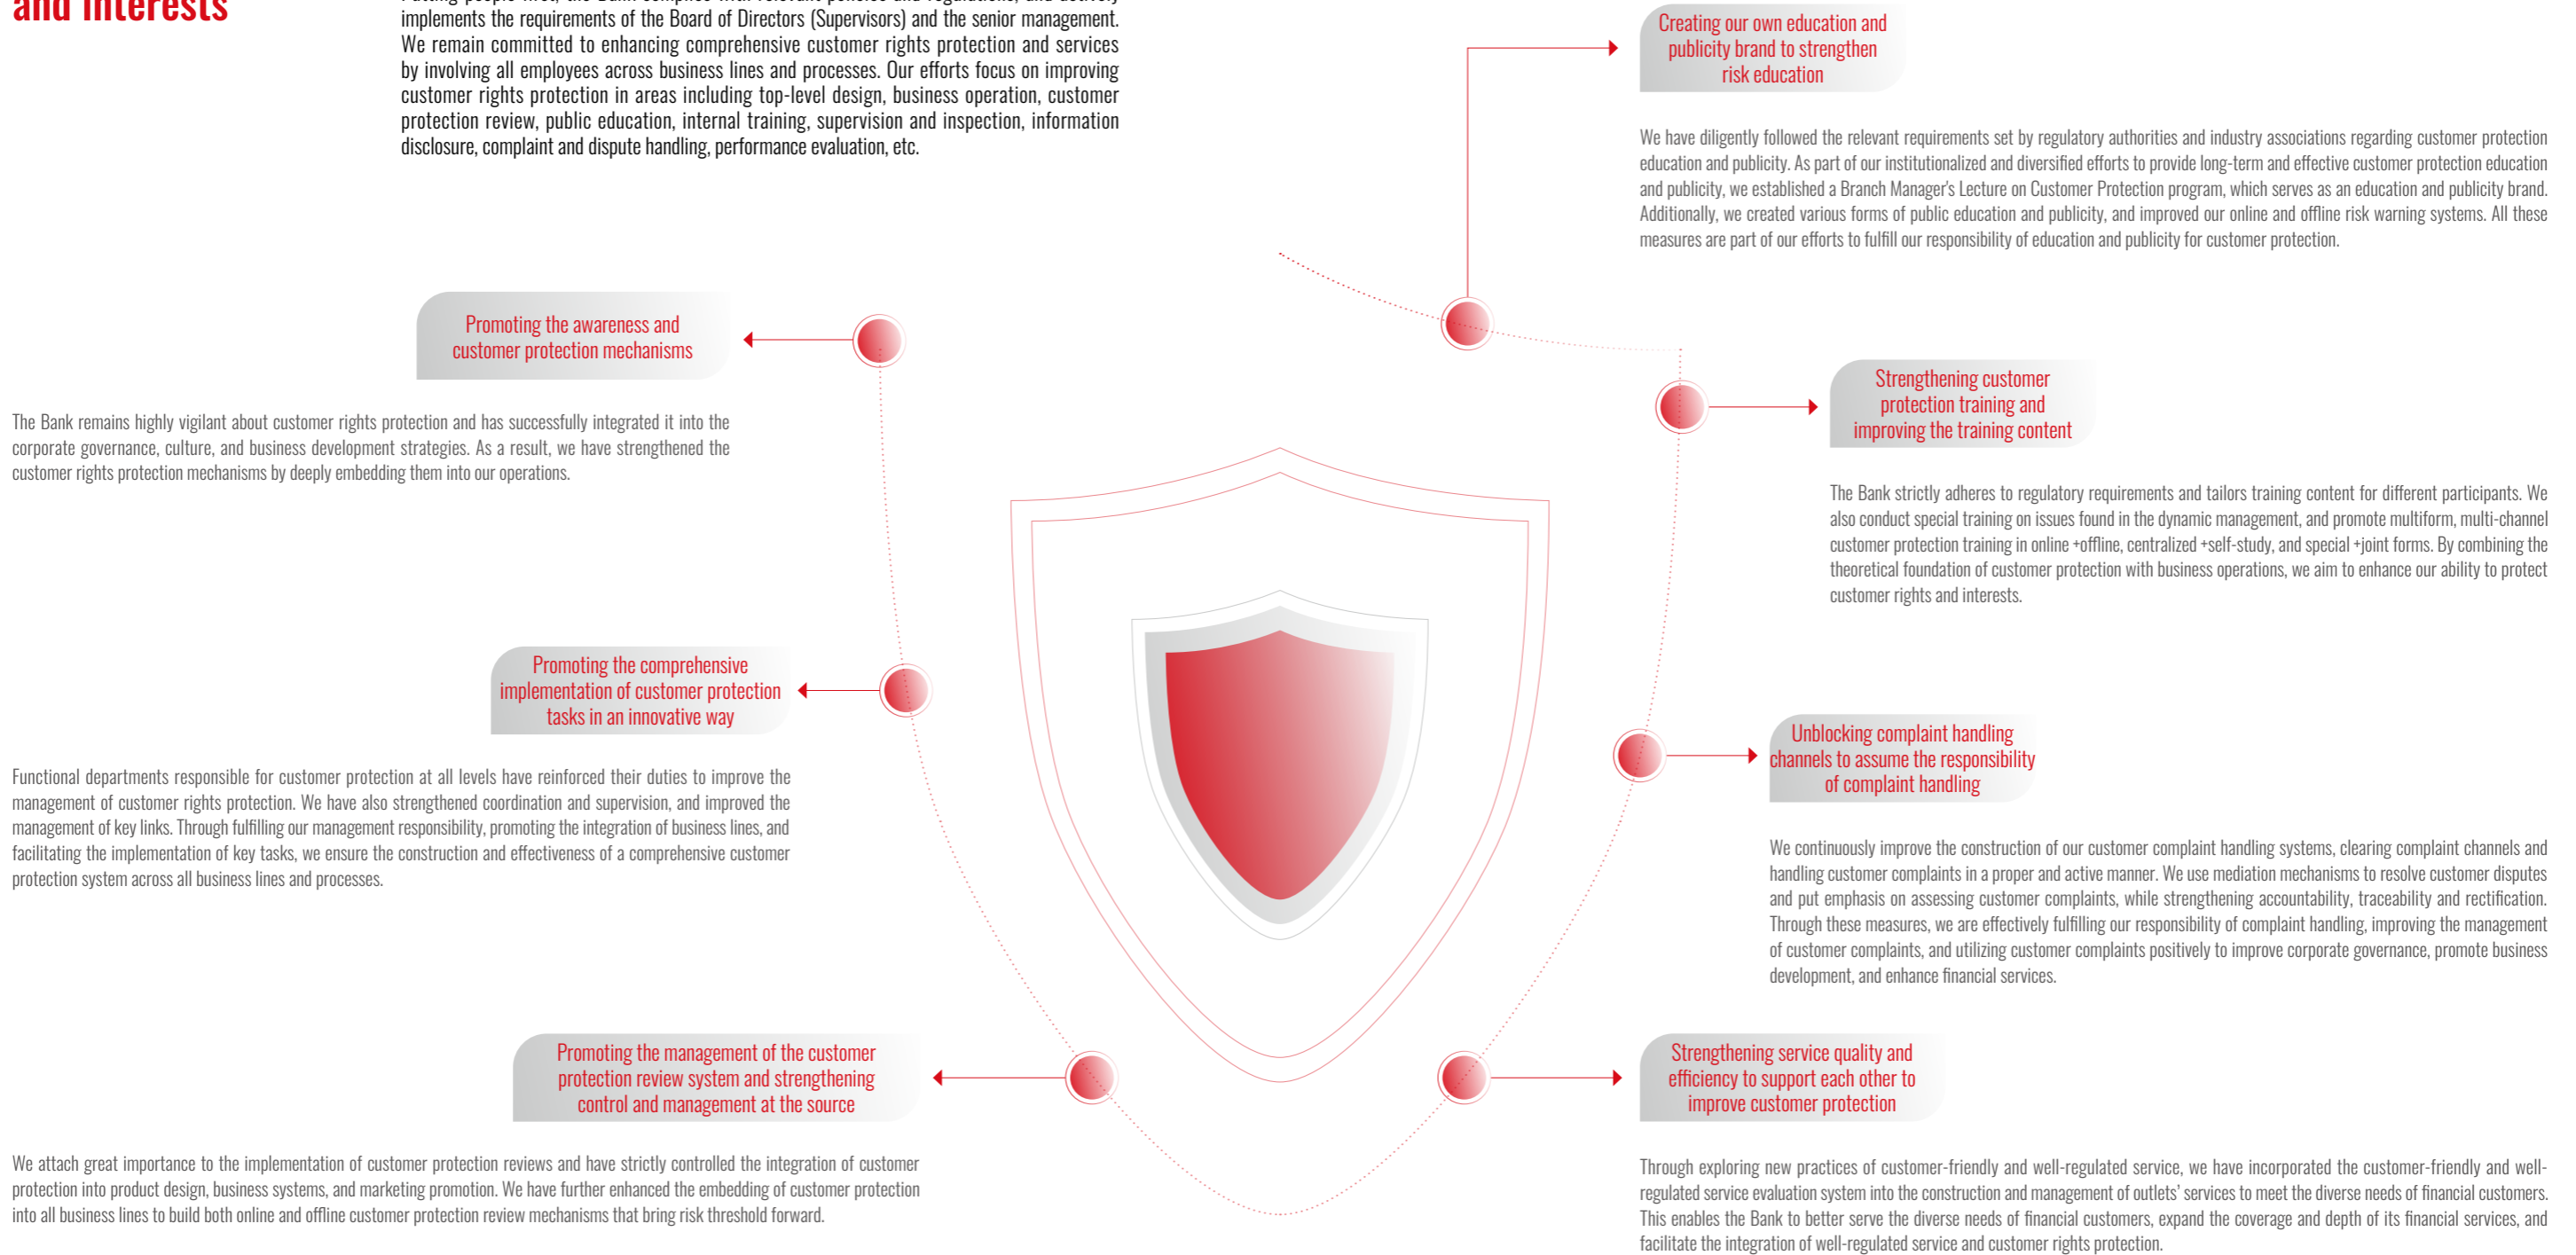 and Interests
Putting people first, the Bank complies with relevant policies and regulations, and actively
implements the requirements of the Board of Directors (Supervisors) and the senior management.
We remain committed to enhancing comprehensive customer rights protection and services
by involving all employees across business lines and processes. Our efforts focus on improving
customer rights protection in areas including top-level design, business operation, customer
protection review, public education, internal training, supervision and inspection, information
disclosure, complaint and dispute handling, performance evaluation, etc.
Promoting the awareness and
customer protection mechanisms
The Bank remains highly vigilant about customer rights protection and has successfully integrated it into the
corporate governance, culture, and business development strategies. As a result, we have strengthened the
customer rights protection mechanisms by deeply embedding them into our operations.
Promoting the comprehensive
implementation of customer protection
tasks in an innovative way
Functional departments responsible for customer protection at all levels have reinforced their duties to improve the
management of customer rights protection. We have also strengthened coordination and supervision, and improved the
management of key links. Through fulfilling our management responsibility, promoting the integration of business lines, and
facilitating the implementation of key tasks, we ensure the construction and effectiveness of a comprehensive customer
protection system across all business lines and processes.
Promoting the management of the customer
protection review system and strengthening
control and management at the source
We attach great importance to the implementation of customer protection reviews and have strictly controlled the integration of customer
protection into product design, business systems, and marketing promotion. We have further enhanced the embedding of customer protection
into all business lines to build both online and offline customer protection review mechanisms that bring risk threshold forward.
Creating our own education and
publicity brand to strengthen
risk education
We have diligently followed the relevant requirements set by regulatory authorities and industry associations regarding customer protection
education and publicity. As part of our institutionalized and diversified efforts to provide long-term and effective customer protection education
and publicity, we established a Branch Manager's Lecture on Customer Protection program, which serves as an education and publicity brand.
Additionally, we created various forms of public education and publicity, and improved our online and offline risk warning systems. All these
measures are part of our efforts to fulfill our responsibility of education and publicity for customer protection.
Strengthening customer
protection training and
improving the training content
The Bank strictly adheres to regulatory requirements and tailors training content for different participants. We
also conduct special training on issues found in the dynamic management, and promote multiform, multi-channel
customer protection training in online +offline, centralized +self-study, and special +joint forms. By combining the
theoretical foundation of customer protection with business operations, we aim to enhance our ability to protect
customer rights and interests.
Unblocking complaint handling
channels to assume the responsibility
of complaint handling
We continuously improve the construction of our customer complaint handling systems, clearing complaint channels and
handling customer complaints in a proper and active manner. We use mediation mechanisms to resolve customer disputes
and put emphasis on assessing customer complaints, while strengthening accountability, traceability and rectification.
Through these measures, we are effectively fulfilling our responsibility of complaint handling, improving the management
of customer complaints, and utilizing customer complaints positively to improve corporate governance, promote business
development, and enhance financial services.
Strengthening service quality and
efficiency to support each other to
improve customer protection
Through exploring new practices of customer-friendly and well-regulated service, we have incorporated the customer-friendly and well-
regulated service evaluation system into the construction and management of outlets' services to meet the diverse needs of financial customers.
This enables the Bank to better serve the diverse needs of financial customers, expand the coverage and depth of its financial services, and
facilitate the integration of well-regulated service and customer rights protection.